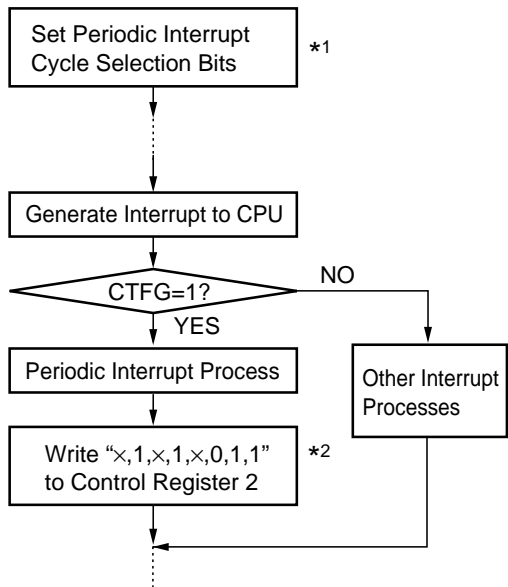 Set Periodic Interrupt
Cycle Selection Bits
*1
Generate Interrupt to CPU
CTFG=1?
NO
YES
Periodic Interrupt Process
Other Interrupt
Processes
Write “×,1,×,1,×,0,1,1”
to Control Register 2
*2